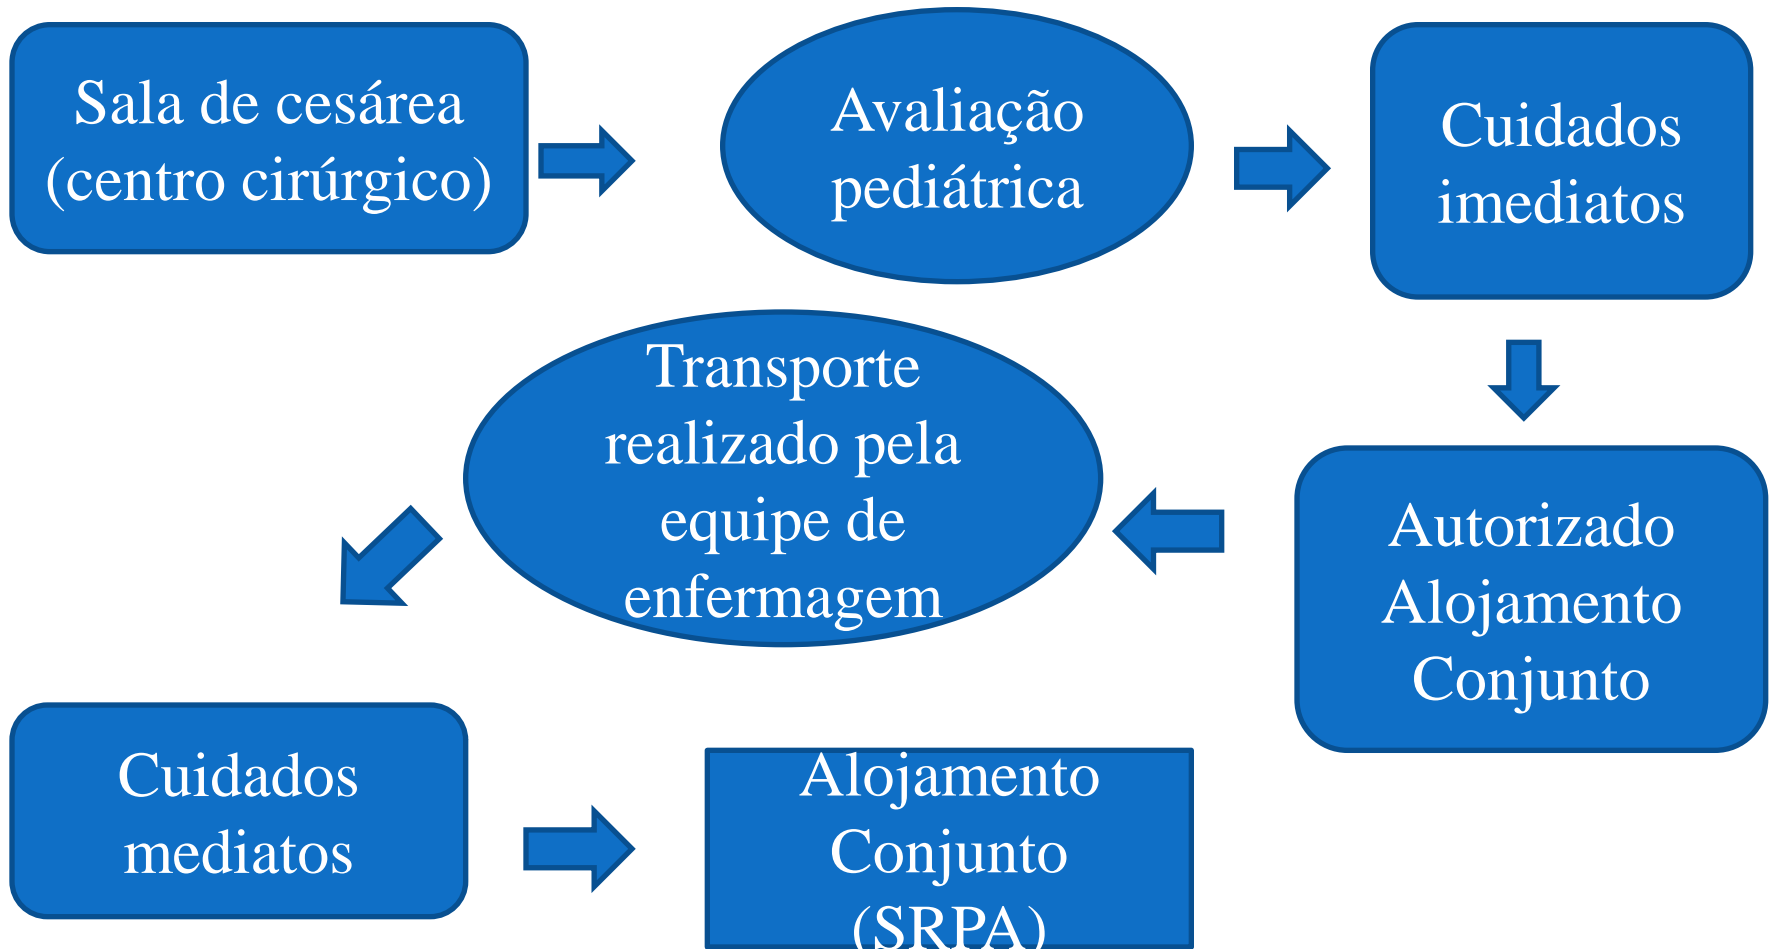 Sala de cesárea
(centro cirúrgico)
Avaliação
pediátrica
Cuidados
imediatos
Autorizado
Alojamento
Conjunto
Transporte
realizado pela
equipe de
enfermagem
Cuidados
mediatos
Alojamento
Conjunto
(SRPA)